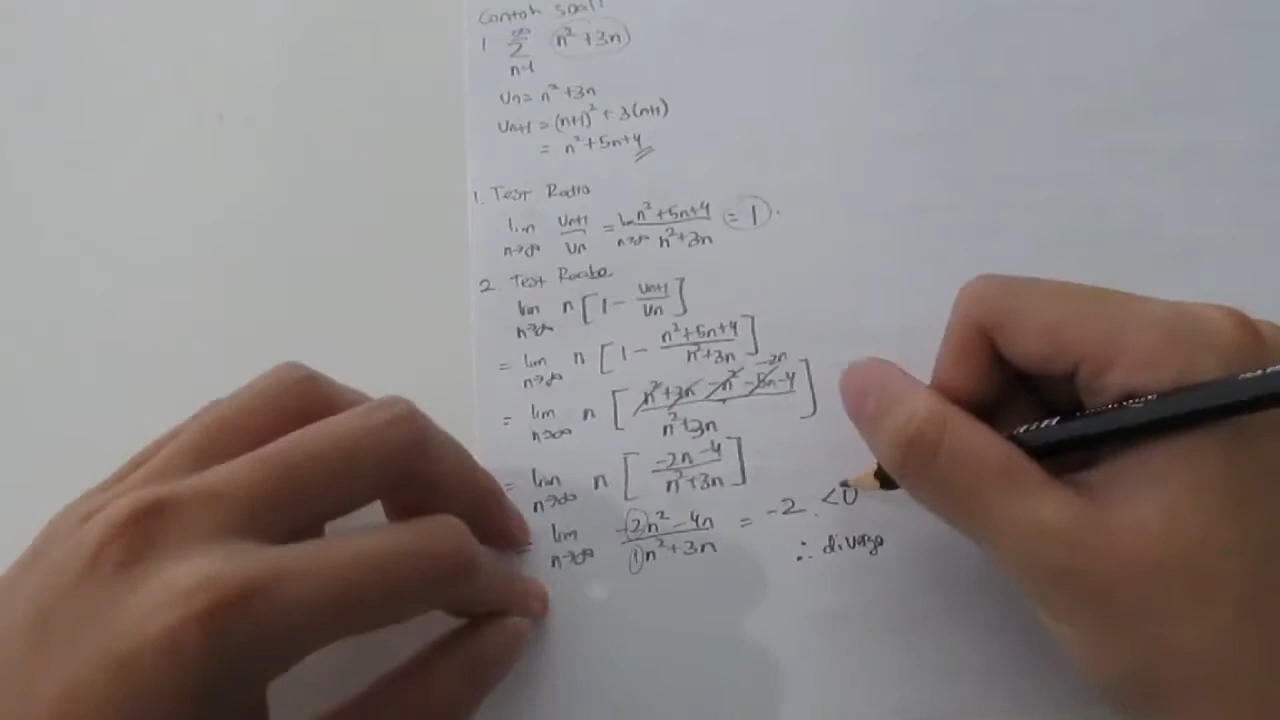 Contoh soal:
1 ∞ Σ n=1 (n² + 3n)
Un = n² + 3n
Un+1 = (n+1)² + 3(n+1)
= n² + 5n + 4
1. Test Ratio
lim n→∞ Un+1/Un = lim n→∞ (n² + 5n + 4)/(n² + 3n) = 1.
2. Test Raabe
lim n→∞ n [1 - Un+1/Un]
= lim n→∞ n [1 - (n² + 5n + 4)/(n² + 3n)]
= lim n→∞ n [(n² + 3n - n² - 5n - 4)/(n² + 3n)] -2n
= lim n→∞ n [(-2n - 4)/(n² + 3n)]
= lim n→∞ (-2n² - 4n)/(1n² + 3n) = -2. < 0
∴ diverge